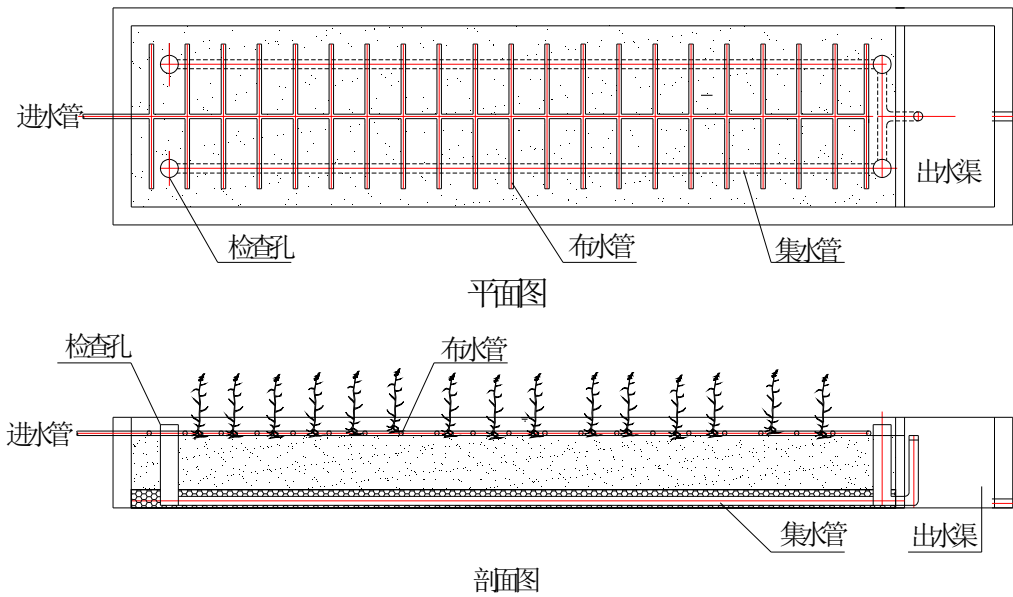 进水管
出水渠
检查孔
布水管
集水管
平面图
检查孔
布水管
进水管
集水管
出水渠
剖面图